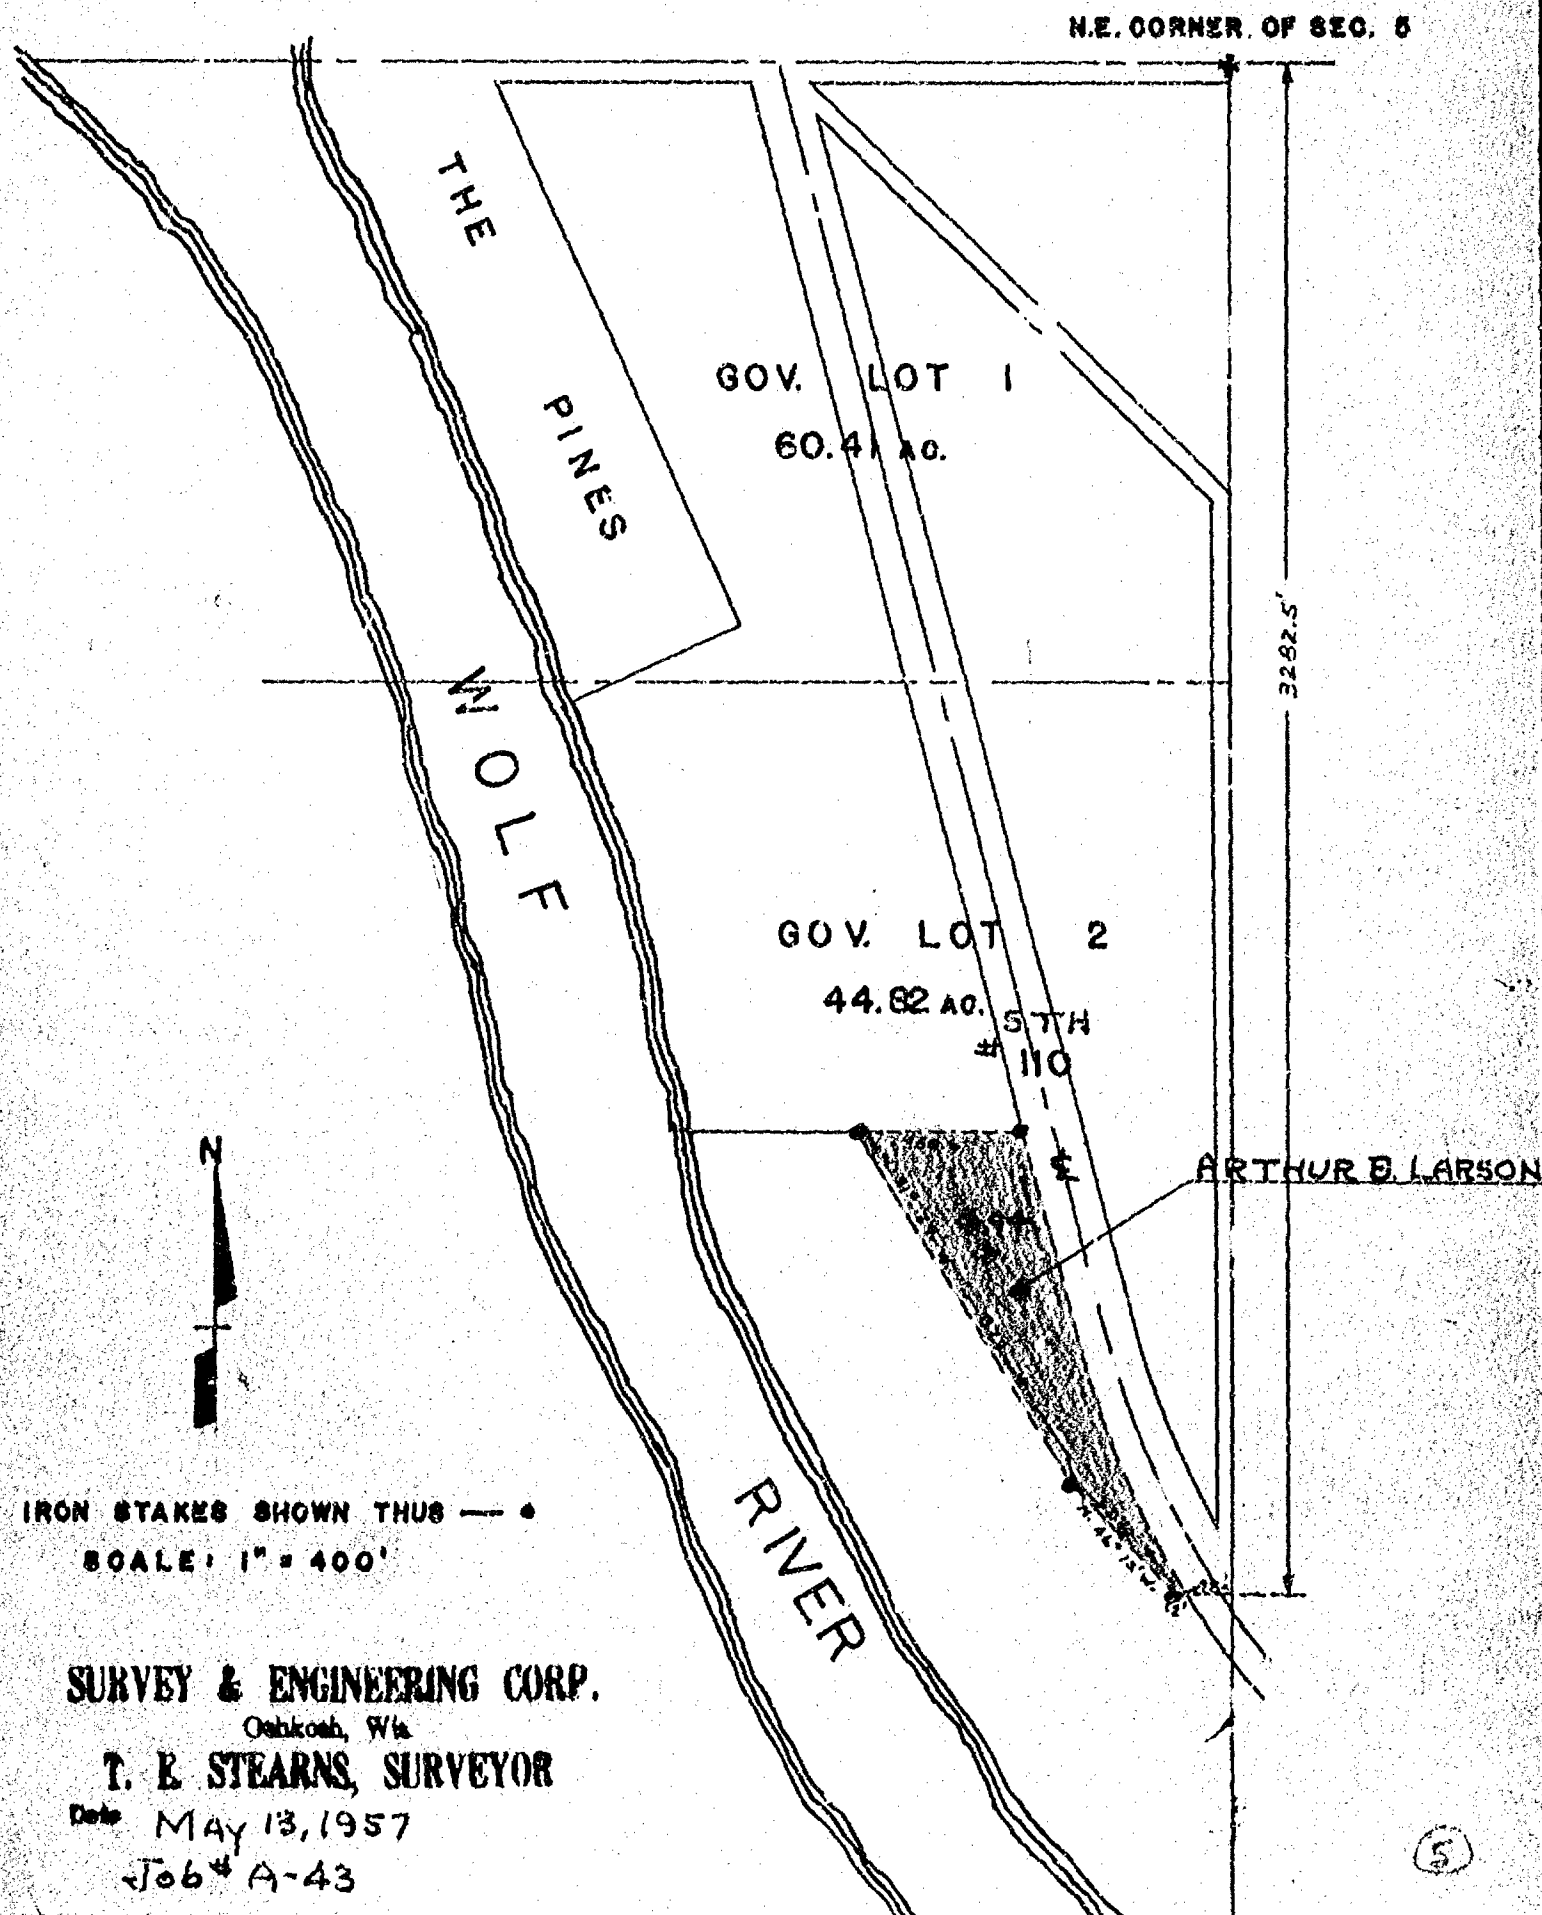 N.E. CORNER OF SEC. 5
THE
PINES
GOV. LOT 1
60.41 AC.
3282.5'
WOLF
GOV. LOT 2
44.82 AC.
STH
# 110
N
ARTHUR B. LARSON
RIVER
IRON STAKES SHOWN THUS —
SCALE: 1" = 400'
N. 46° 15' W.
SURVEY & ENGINEERING CORP.
Oshkosh, Wis.
T. E. STEARNS, SURVEYOR
Date May 13, 1957
Job # A-43
5